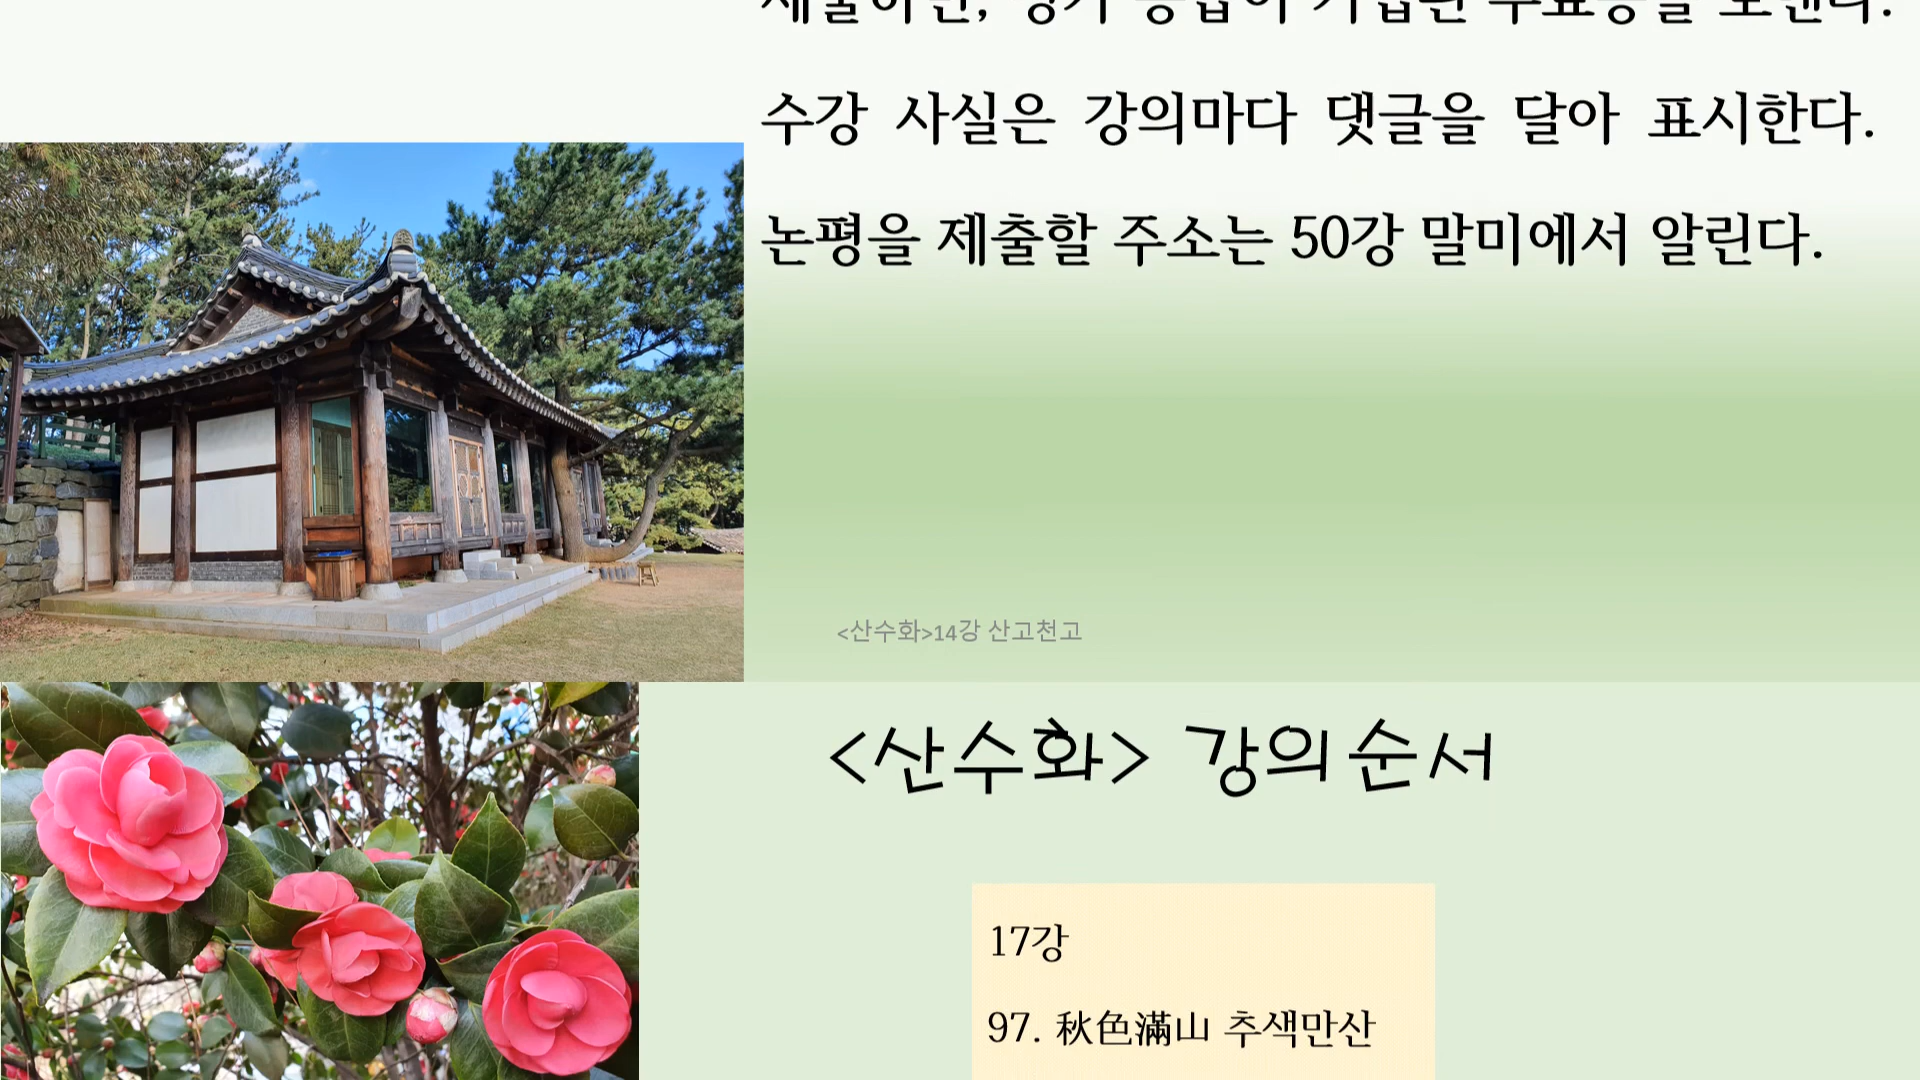 수강 사실은 강의마다 댓글을 달아 표시한다.
논평을 제출할 주소는 50강 말미에서 알린다.
<산수화>14강 산고천고
<산수화> 강의순서
17강
97. 秋色滿山 추색만산